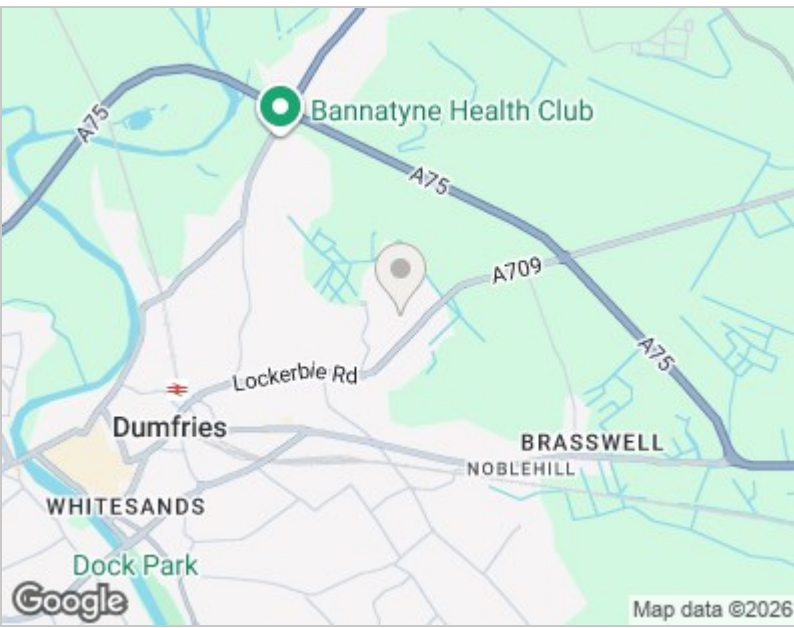 A75
Bannatyne Health Club
A75
A709
A75
Lockerbie Rd
Dumfries
BRASSWELL
NOBLEHILL
WHITESANDS
Dock Park
Google
Map data ©2026